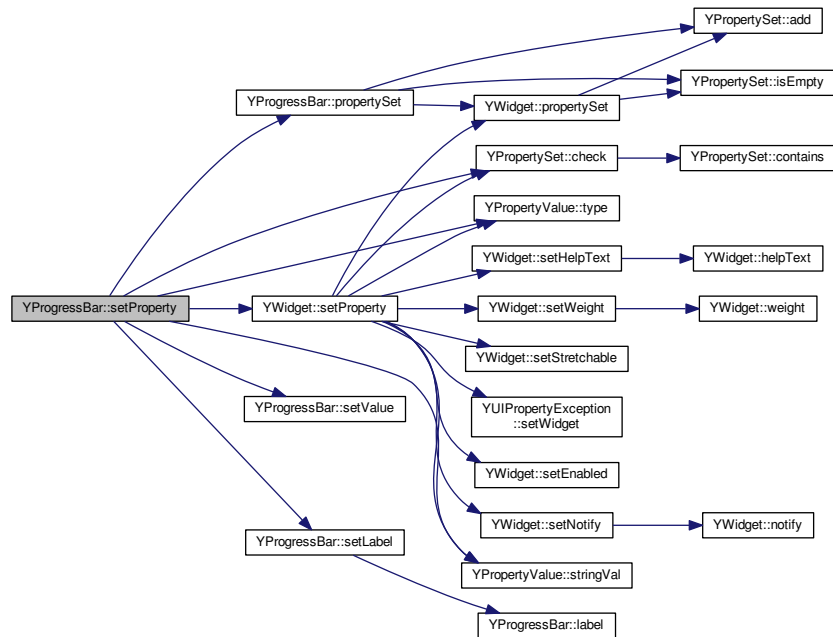 YPropertySet::add
YPropertySet::isEmpty
YProgressBar::propertySet
YWidget::propertySet
YPropertySet::check
YPropertySet::contains
YPropertyValue::type
YWidget::setHelpText
YWidget::helpText
YProgressBar::setProperty
YWidget::setProperty
YWidget::setWeight
YWidget::weight
YWidget::setStretchable
YProgressBar::setValue
YUIPropertyException
::setWidget
YWidget::setEnabled
YWidget::setNotify
YWidget::notify
YProgressBar::setLabel
YPropertyValue::stringVal
YProgressBar::label